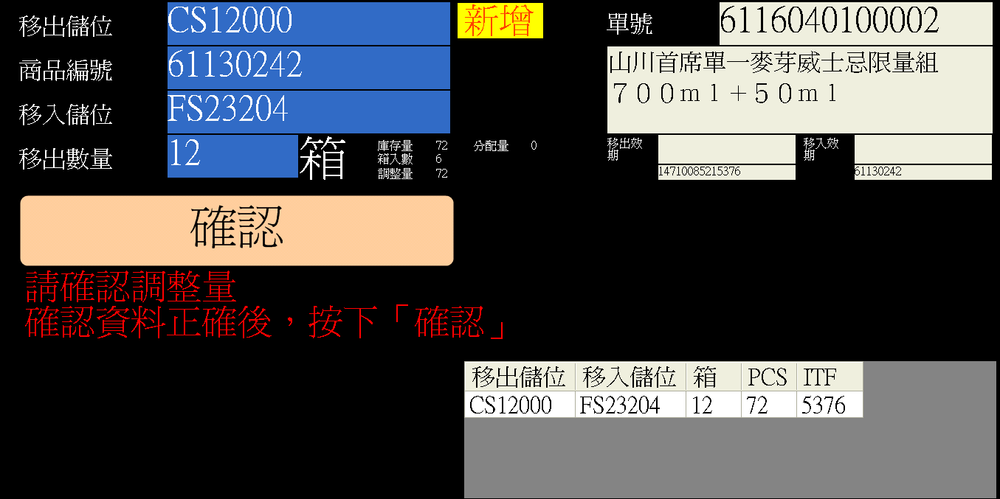 移出儲位 CS12000 新增 單號 6116040100002
商品編號 61130242 山川首席單一麥芽威士忌限量組
７００ｍｌ＋５０ｍｌ
移入儲位 FS23204
移出數量 12 箱
庫存量 72 分配量 0
箱入數 6
調整量 72
移出效
期
14710085215376
移入效
期
61130242
確認
請確認調整量
確認資料正確後，按下「確認」
移出儲位 移入儲位 箱 PCS ITF
CS12000 FS23204 12 72 5376